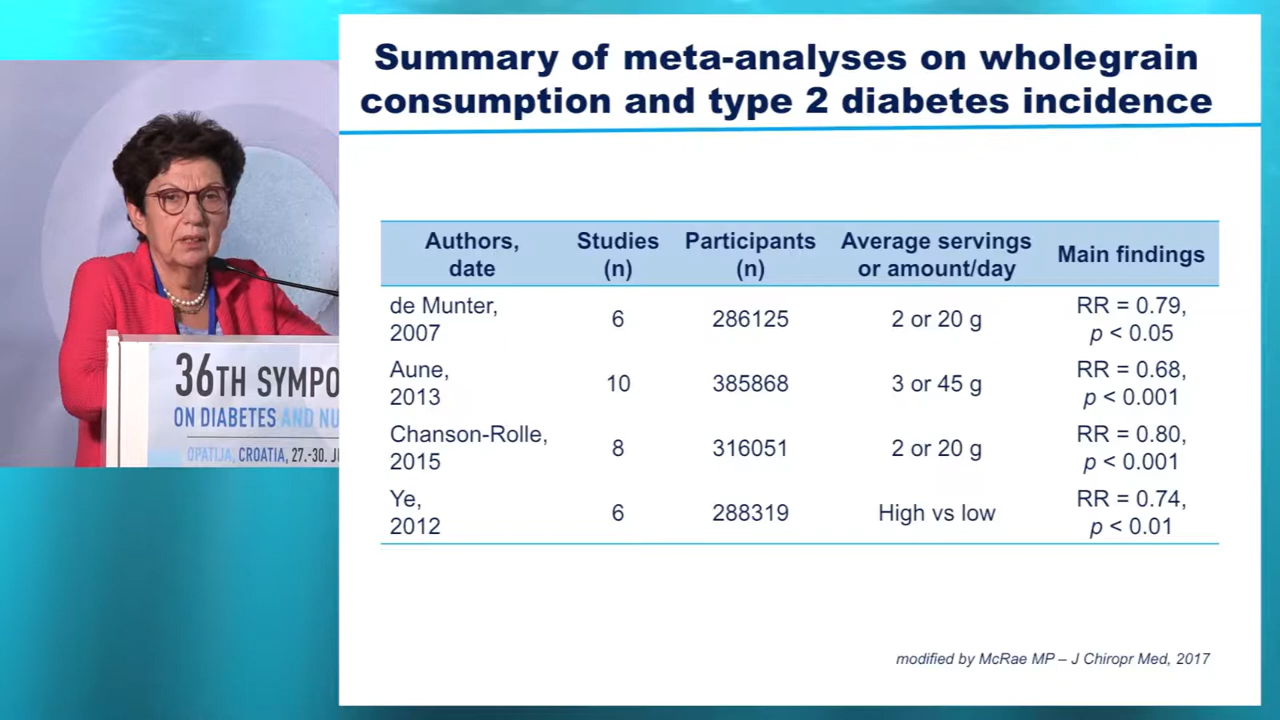 Summary of meta-analyses on wholegrain
consumption and type 2 diabetes incidence
Authors, date Studies (n) Participants (n) Average servings or amount/day Main findings
de Munter, 2007 6 286125 2 or 20 g RR = 0.79, p < 0.05
Aune, 2013 10 385868 3 or 45 g RR = 0.68, p < 0.001
Chanson-Rolle, 2015 8 316051 2 or 20 g RR = 0.80, p < 0.001
Ye, 2012 6 288319 High vs low RR = 0.74, p < 0.01
modified by McRae MP – J Chiropr Med, 2017
36TH SYMPO
ON DIABETES AND NU
OPATIJA, CROATIA, 27.-30. J